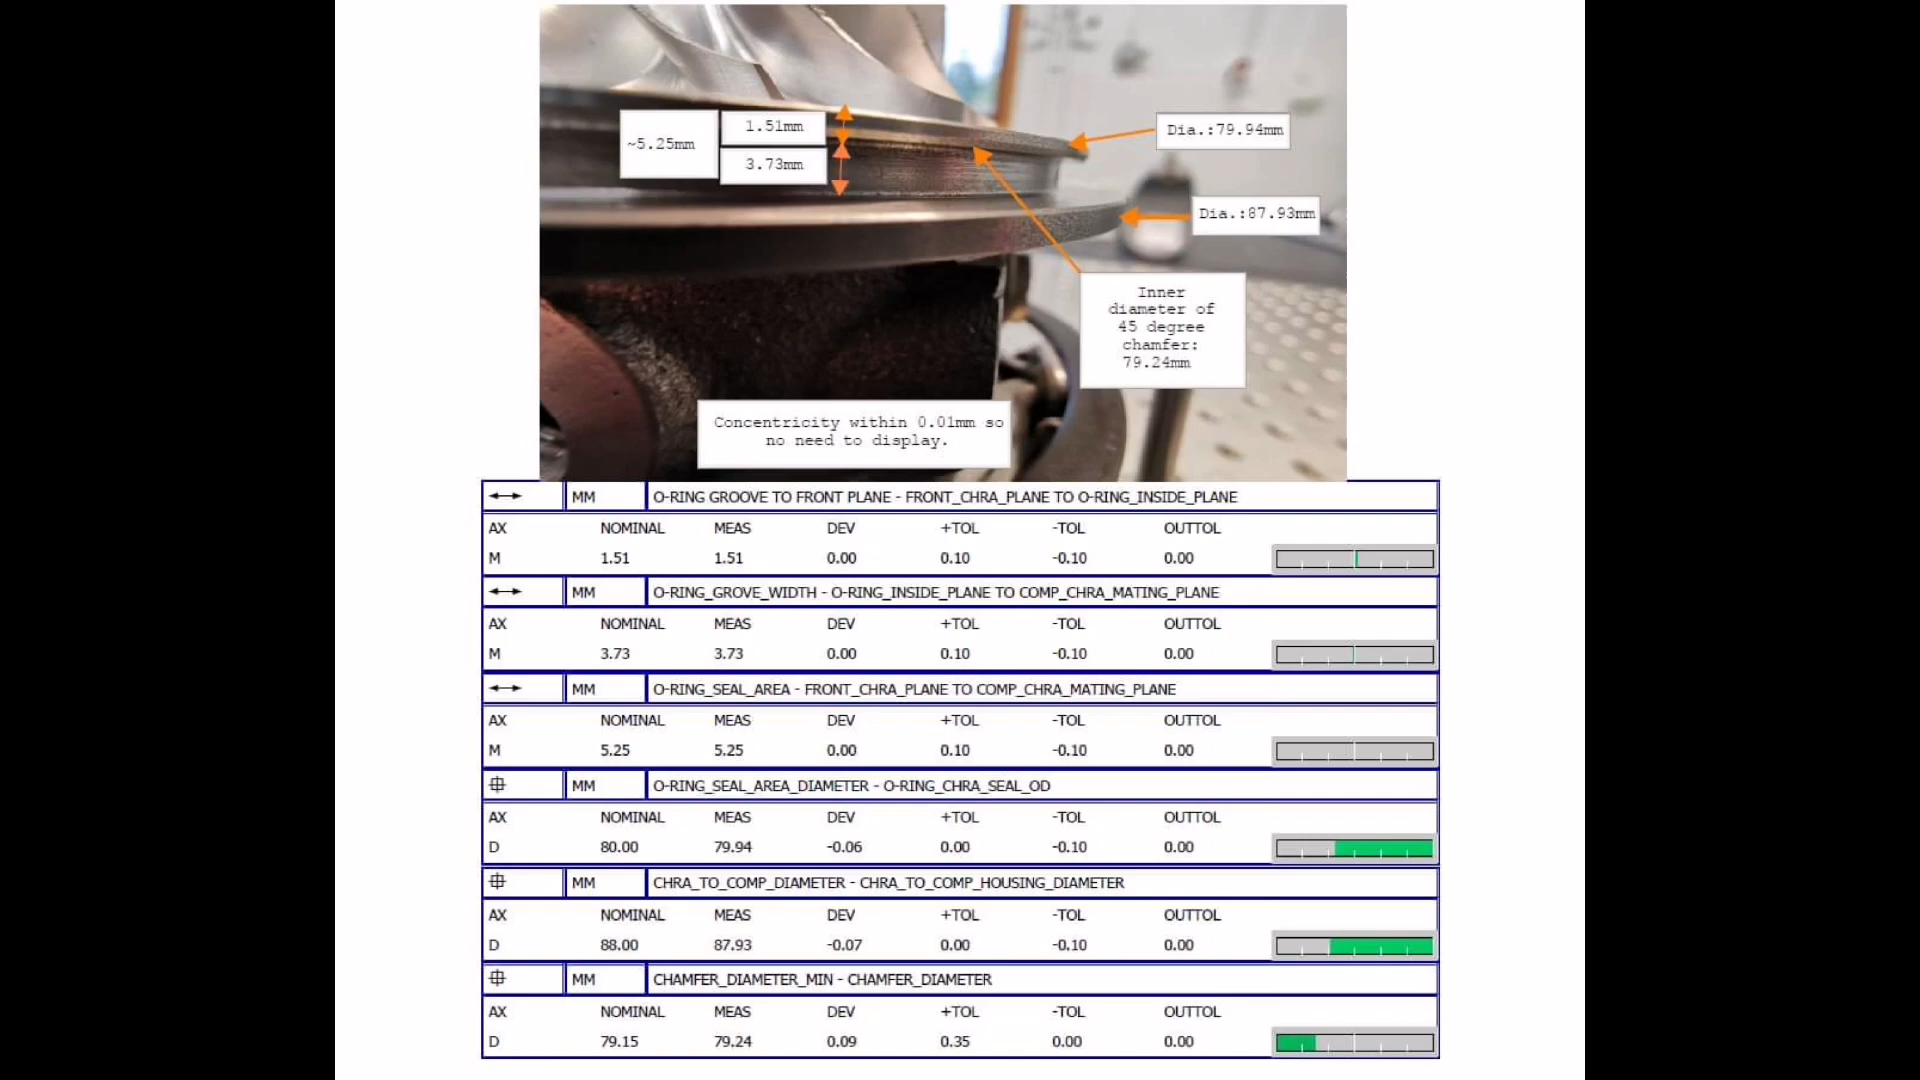 1.51mm
~5.25mm
3.73mm
Dia.:79.94mm
Dia.:87.93mm
Inner
diameter of
45 degree
chamfer:
79.24mm
Concentricity within 0.01mm so
no need to display.
MM O-RING GROOVE TO FRONT PLANE - FRONT_CHRA_PLANE TO O-RING_INSIDE_PLANE
AX NOMINAL MEAS DEV +TOL -TOL OUTTOL
M 1.51 1.51 0.00 0.10 -0.10 0.00
MM O-RING_GROVE_WIDTH - O-RING_INSIDE_PLANE TO COMP_CHRA_MATING_PLANE
AX NOMINAL MEAS DEV +TOL -TOL OUTTOL
M 3.73 3.73 0.00 0.10 -0.10 0.00
MM O-RING_SEAL_AREA - FRONT_CHRA_PLANE TO COMP_CHRA_MATING_PLANE
AX NOMINAL MEAS DEV +TOL -TOL OUTTOL
M 5.25 5.25 0.00 0.10 -0.10 0.00
MM O-RING_SEAL_AREA_DIAMETER - O-RING_CHRA_SEAL_OD
AX NOMINAL MEAS DEV +TOL -TOL OUTTOL
D 80.00 79.94 -0.06 0.00 -0.10 0.00
MM CHRA_TO_COMP_DIAMETER - CHRA_TO_COMP_HOUSING_DIAMETER
AX NOMINAL MEAS DEV +TOL -TOL OUTTOL
D 88.00 87.93 -0.07 0.00 -0.10 0.00
MM CHAMFER_DIAMETER_MIN - CHAMFER_DIAMETER
AX NOMINAL MEAS DEV +TOL -TOL OUTTOL
D 79.15 79.24 0.09 0.35 0.00 0.00